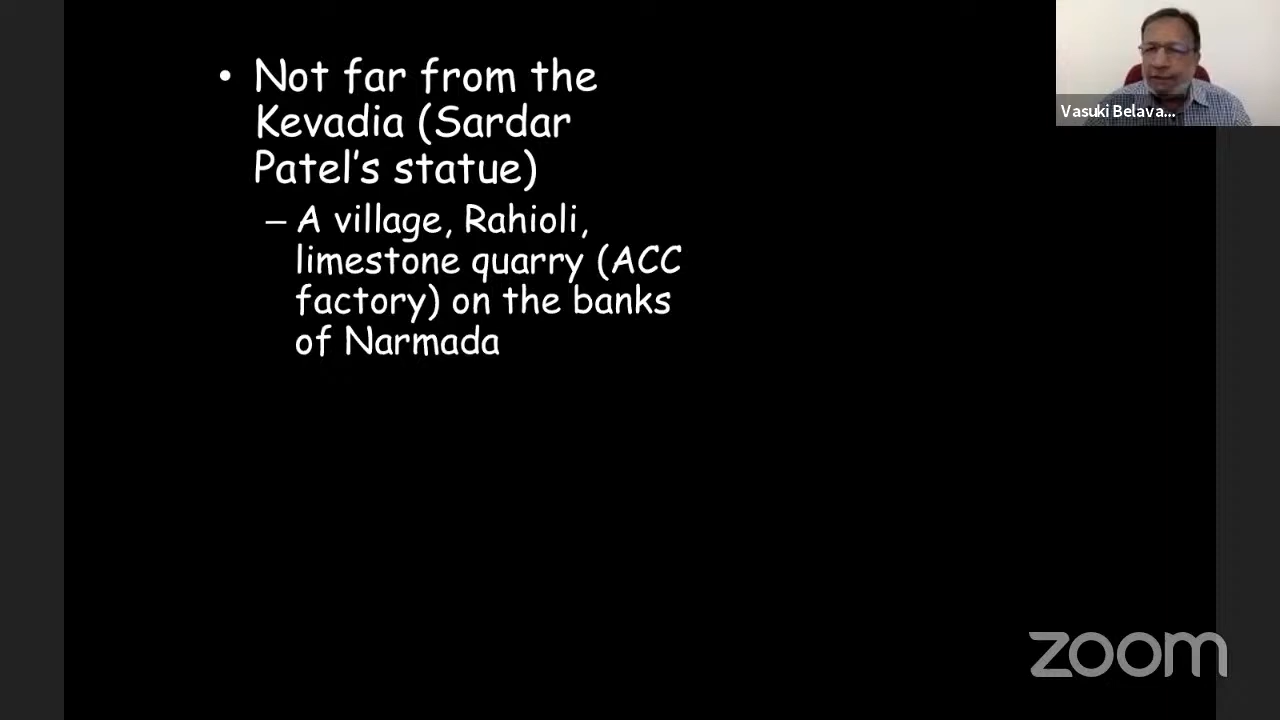 • Not far from the
Kevadia (Sardar
Patel's statue)
– A village, Rahioli,
limestone quarry (ACC
factory) on the banks
of Narmada
Vasuki Belava...
zoom